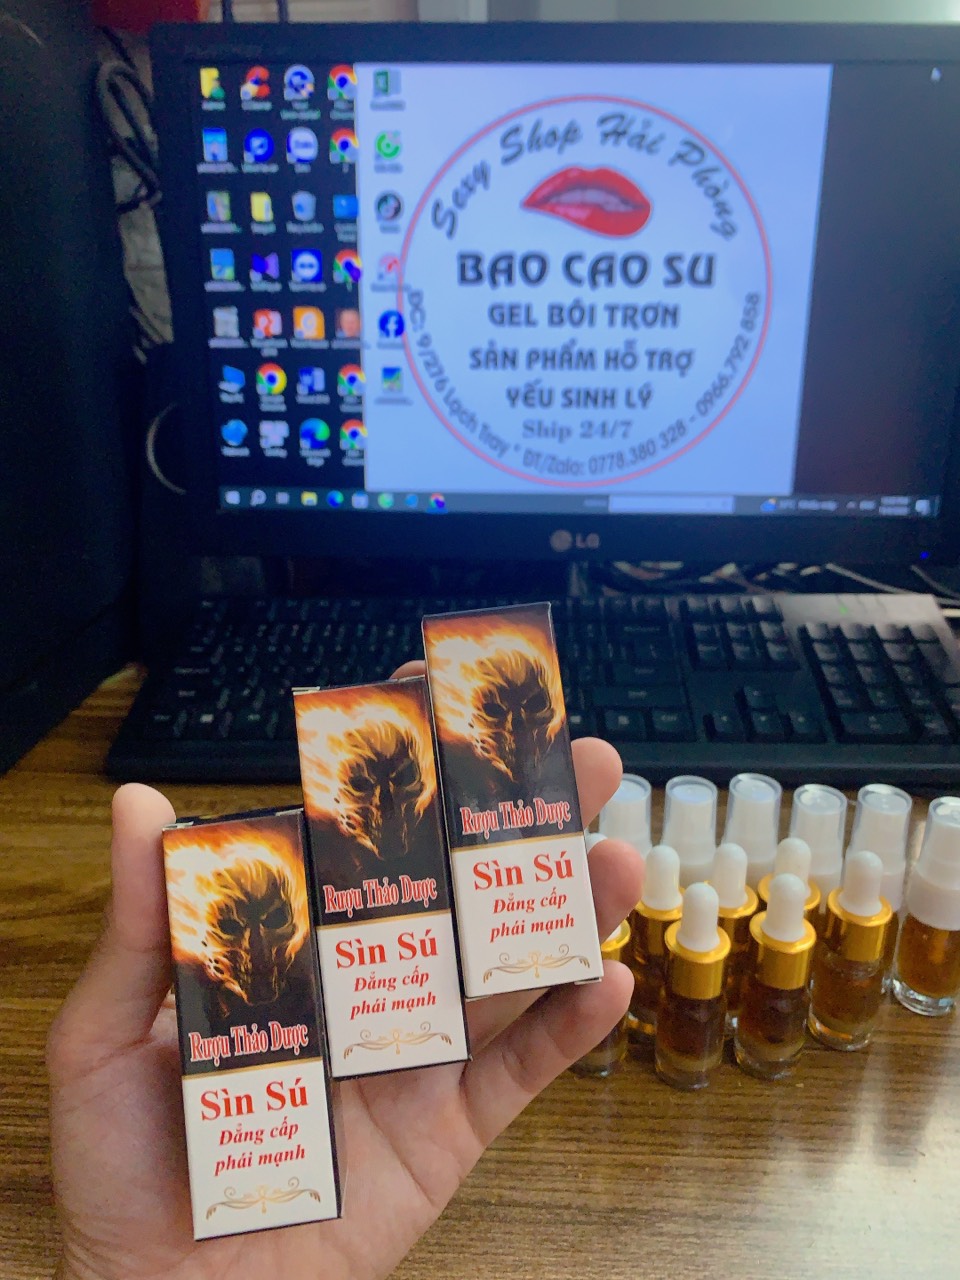 Sexy Shop Hải Phòng
BAO CAO SU
GEL BÔI TRƠN
SẢN PHẨM HỖ TRỢ
YẾU SINH LÝ
Ship 24/7
ĐC: 9/276 Lạch Tray * ĐT/Zalo: 0778.380 328 - 0966.792 858
LG
Rượu Thảo Dược
Sìn Sú
Đẳng cấp
phái mạnh
Rượu Thảo Dược
Sìn Sú
Đẳng cấp
phái mạnh
Rượu Thảo Dược
Sìn Sú
Đẳng cấp
phái mạnh